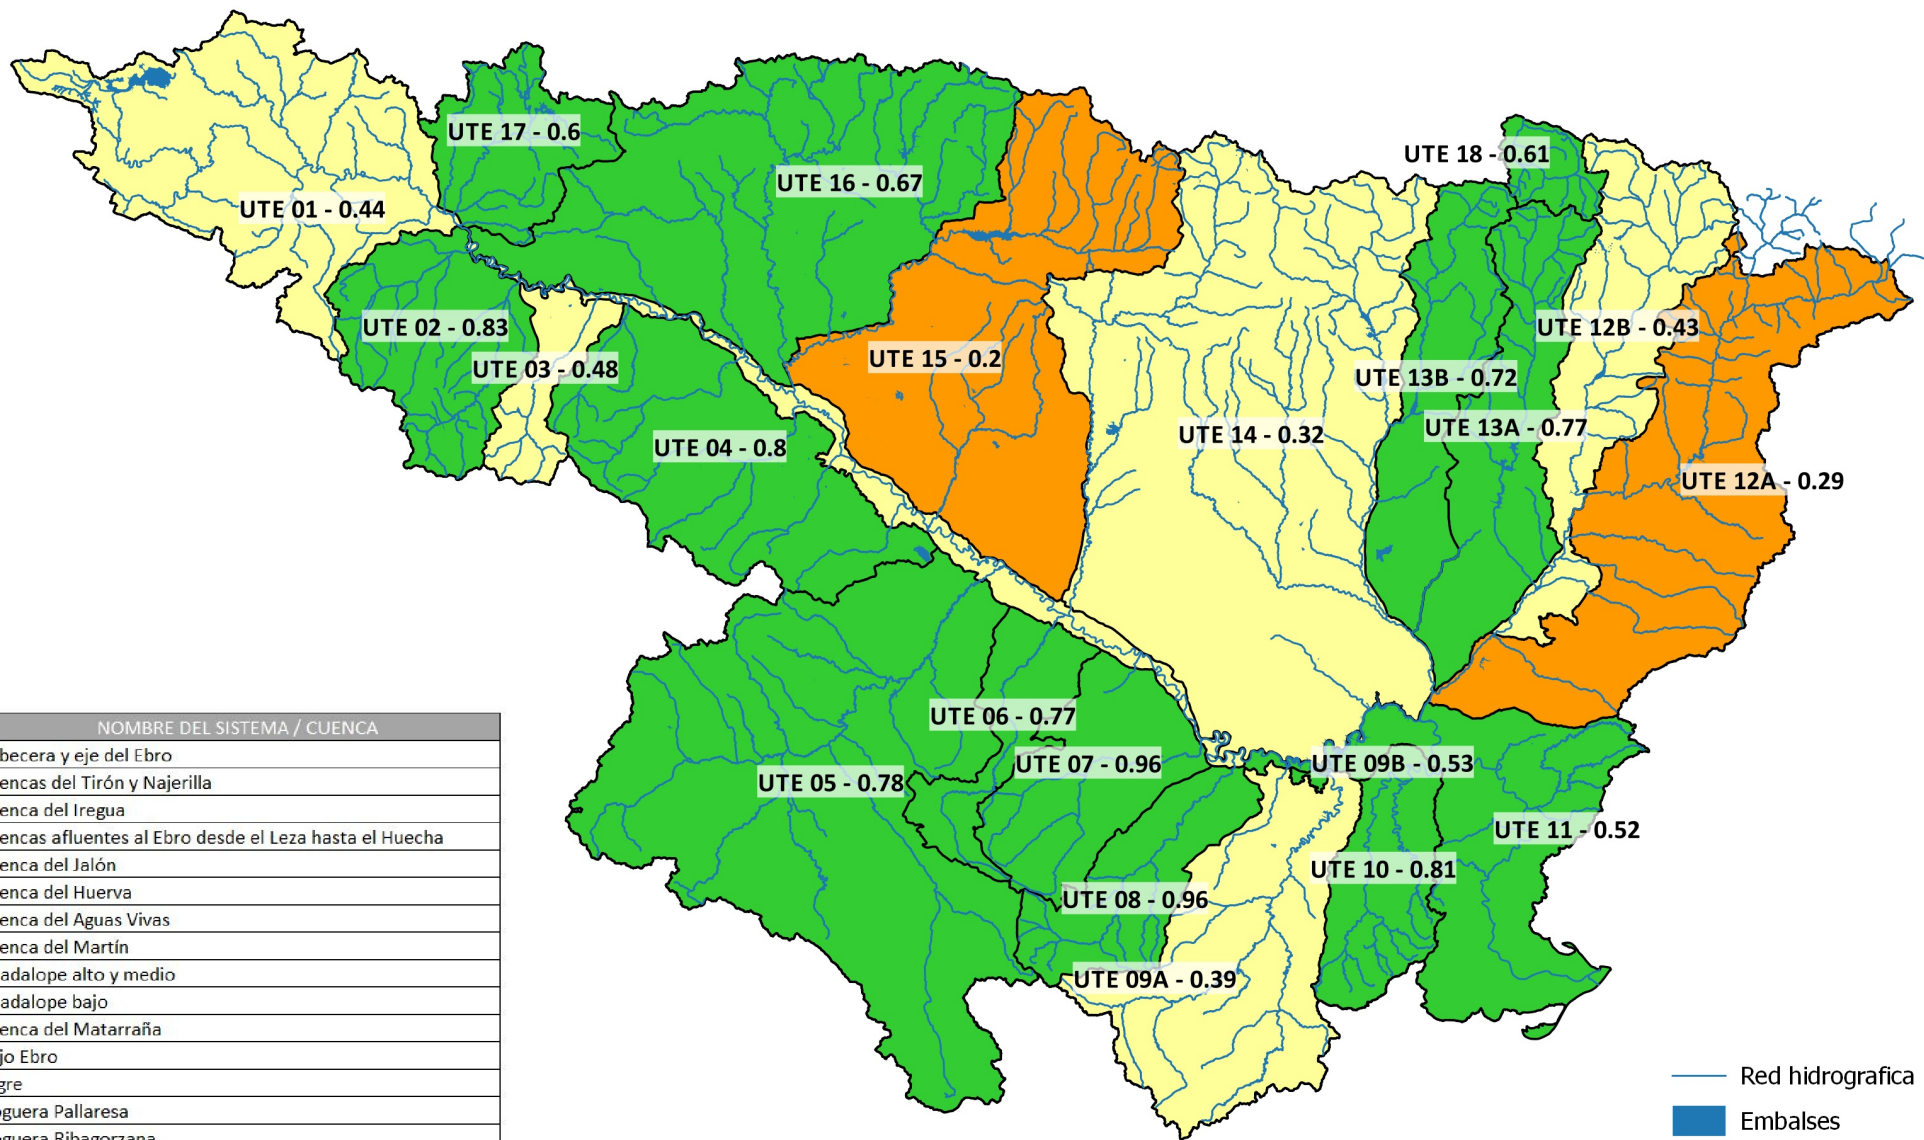 UTE 17 - 0.6
UTE 18 - 0.61
UTE 16 - 0.67
UTE 01 - 0.44
UTE 02 - 0.83
UTE 12B - 0.43
UTE 15 - 0.2
UTE 03 - 0.48
UTE 13B - 0.72
UTE 13A - 0.77
UTE 14 - 0.32
UTE 04 - 0.8
UTE 12A - 0.29
UTE 06 - 0.77
UTE 07 - 0.96
UTE 09B - 0.53
UTE 05 - 0.78
UTE 11 - 0.52
UTE 10 - 0.81
UTE 08 - 0.96
UTE 09A - 0.39
NOMBRE DEL SISTEMA / CUENCA
becera y eje del Ebro
encas del Tirón y Najerilla
enca del Iregua
encas afluentes al Ebro desde el Leza hasta el Huecha
enca del Jalón
enca del Huerva
enca del Aguas Vivas
enca del Martín
adalope alto y medio
adalope bajo
enca del Matarraña
jo Ebro
gre
guera Pallaresa
guera Ribagorzana
Red hidrografica
Embalses